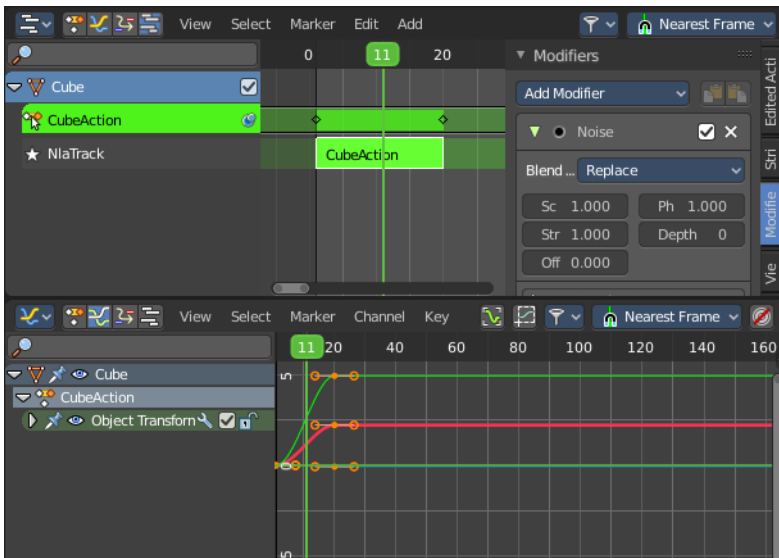 View Select Marker Edit Add Nearest Frame
0 11 20
Modifiers
Cube
Add Modifier
CubeAction
Noise
NlaTrack
CubeAction
Blend ... Replace
Sc 1.000 Ph 1.000
Str 1.000 Depth 0
Off 0.000
Edited Acti
Stri
Modifie
Vie
View Select Marker Channel Key Nearest Frame
11 20 40 60 80 100 120 140 160
Cube
CubeAction
Object Transforn
5
0
5